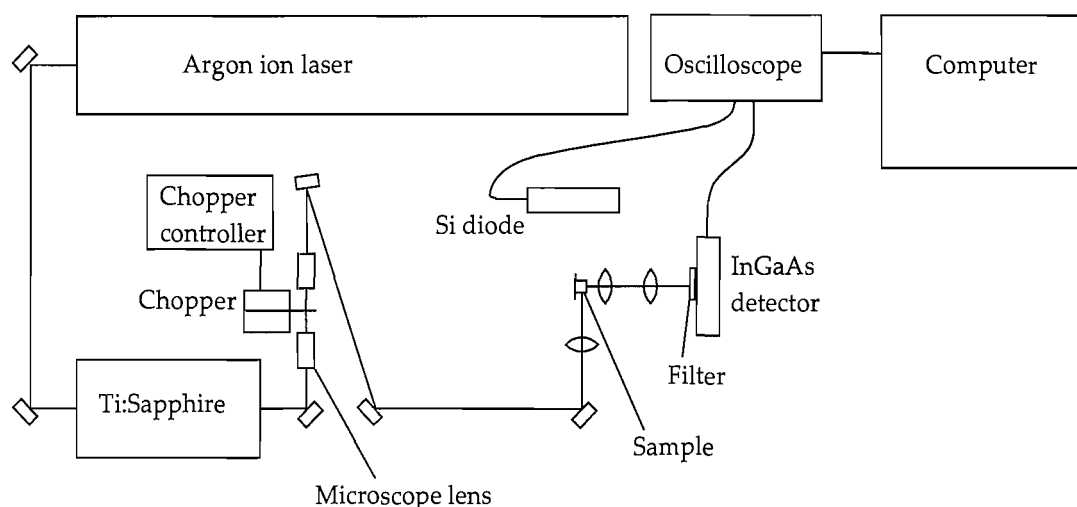 Argon ion laser
Oscilloscope
Computer
Chopper
controller
Si diode
Chopper
InGaAs
detector
Filter
Ti:Sapphire
Sample
Microscope lens